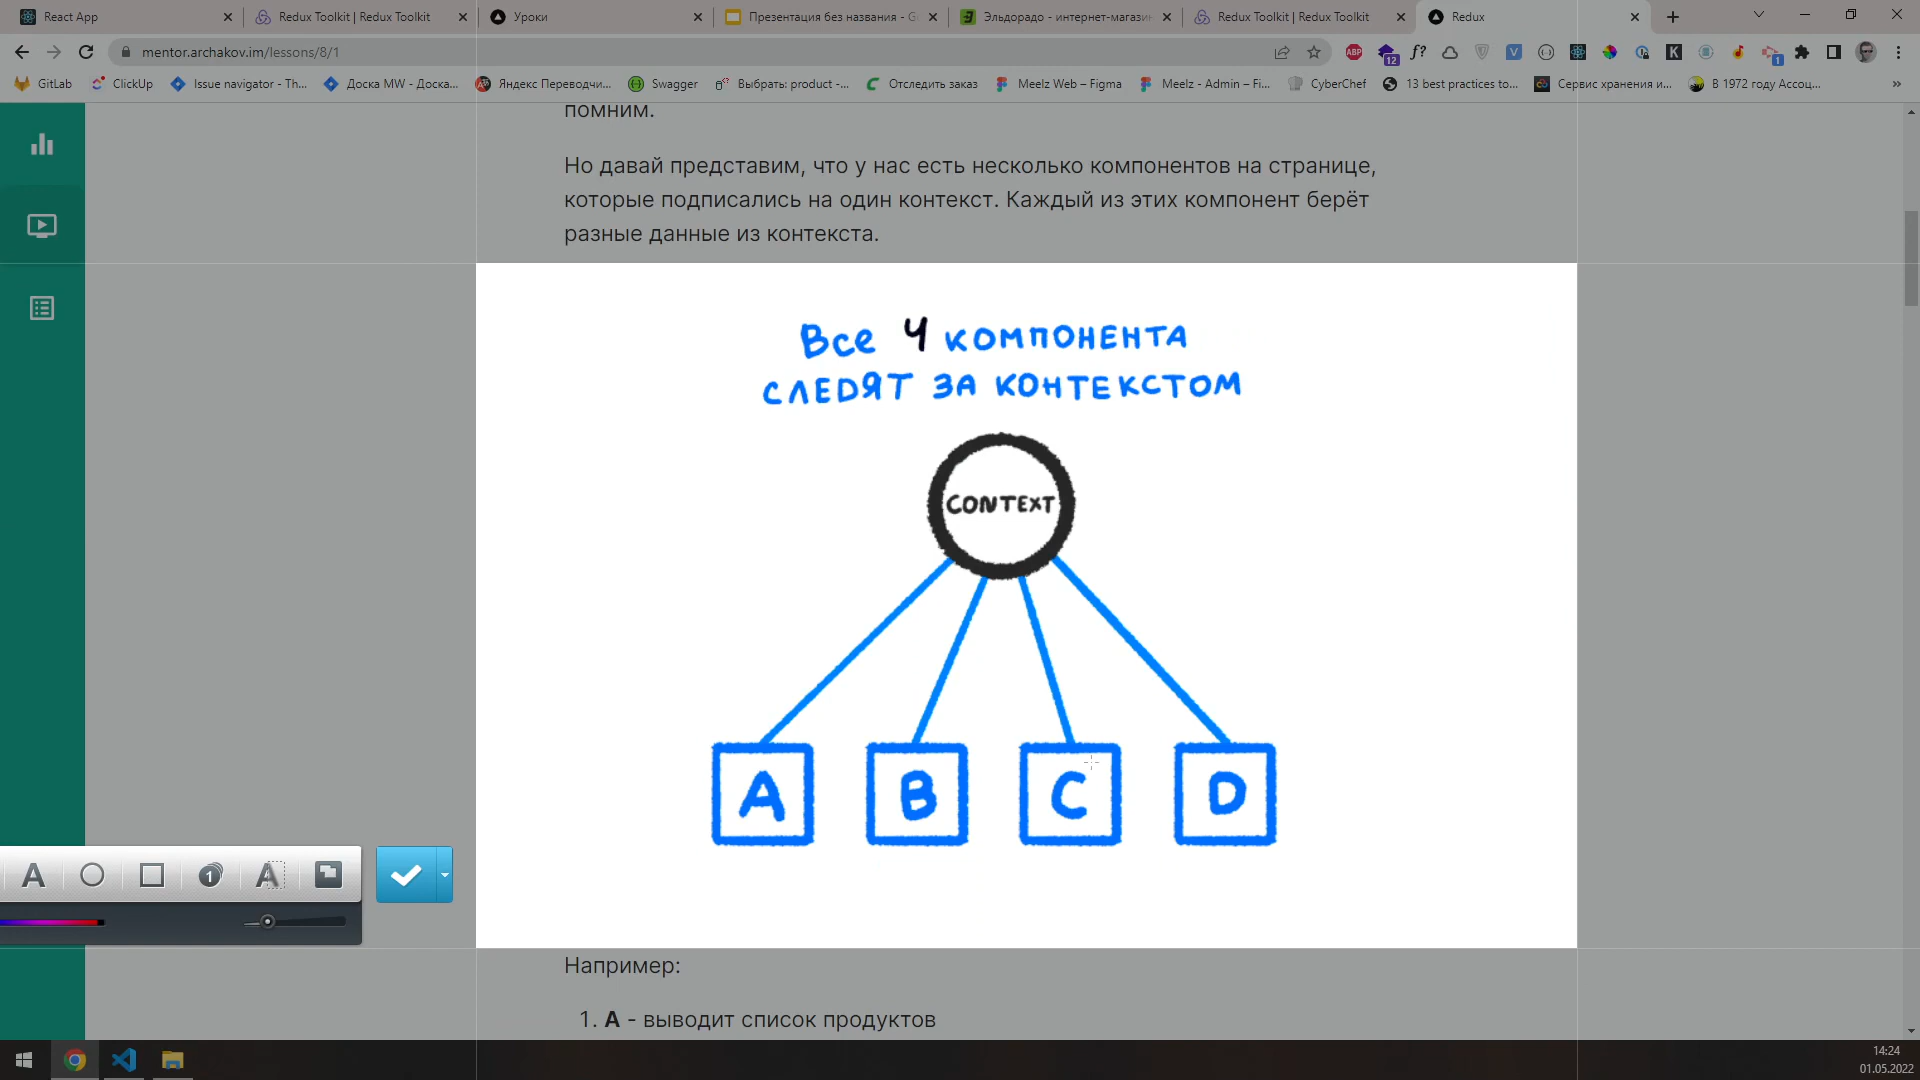 React App
Redux Toolkit | Redux Toolkit
Уроки
Презентация без названия - G
Эльдорадо - интернет-магазин
Redux Toolkit | Redux Toolkit
Redux
mentor.archakov.im/lessons/8/1
ABP
12
f?
V
K
1
GitLab
ClickUp
Issue navigator - Th...
Доска MW - Доска...
Яндекс Переводчи...
Swagger
Выбрать: product -...
Отследить заказ
Meelz Web – Figma
Meelz - Admin – Fi...
CyberChef
13 best practices to...
Сервис хранения и...
В 1972 году Ассоц...
»
помним.
Но давай представим, что у нас есть несколько компонентов на странице,
которые подписались на один контекст. Каждый из этих компонент берёт
разные данные из контекста.
Все 4 компонента
следят за контекстом
CONTEXT
A B C D
A
1
A
Например:
1. A - выводит список продуктов
14:24
01.05.2022